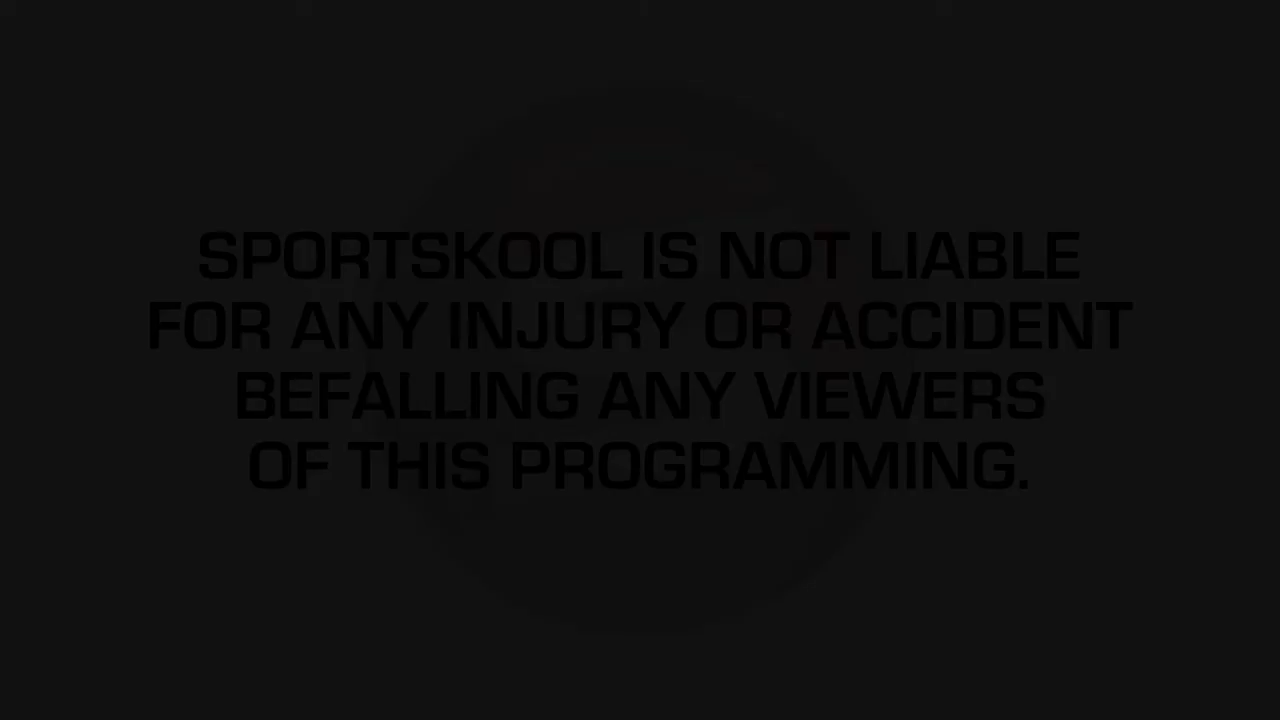 SPORTSKOOL IS NOT LIABLE
FOR ANY INJURY OR ACCIDENT
BEFALLING ANY VIEWERS
OF THIS PROGRAMMING.